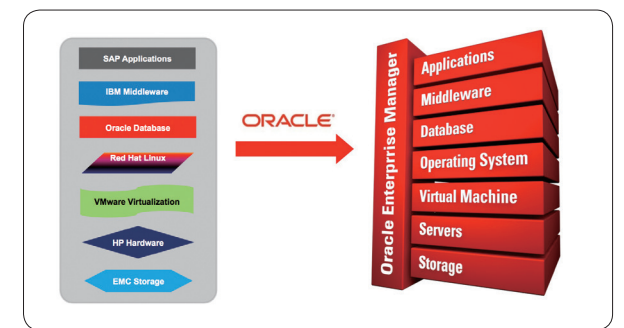 SAP Applications
IBM Middleware
Oracle Database
Red Hat Linux
VMware Virtualization
HP Hardware
EMC Storage
ORACLE®
Oracle Enterprrise Manager
Applications
Middleware
Database
Operating System
Virtual Machine
Servers
Storage